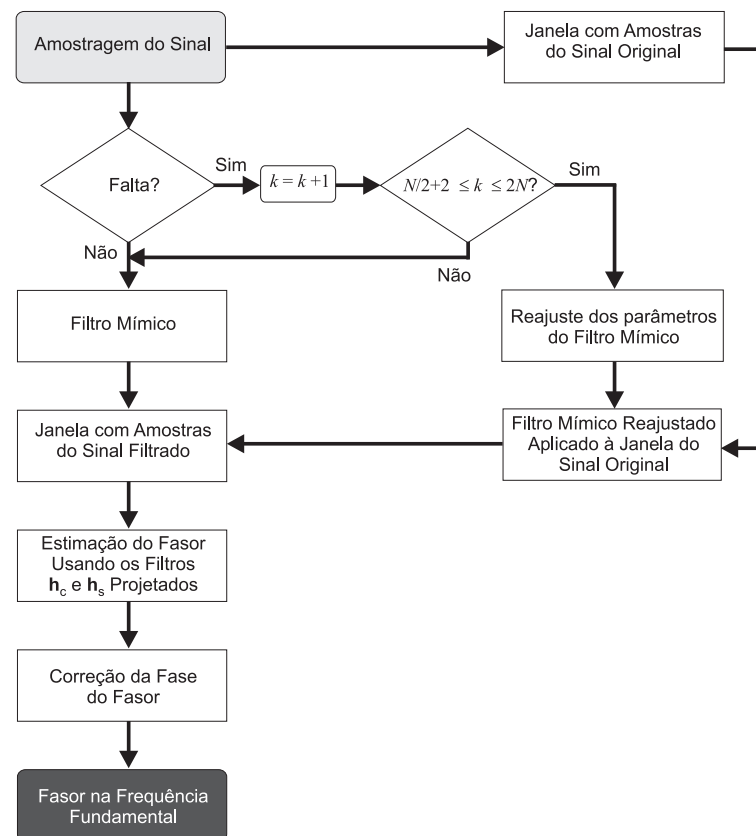 Amostragem do Sinal
Janela com Amostras
do Sinal Original
Falta?
Sim
k = k +1
N/2+2 ≤ k ≤ 2N?
Sim
Não
Não
Filtro Mímico
Reajuste dos parâmetros
do Filtro Mímico
Janela com Amostras
do Sinal Filtrado
Filtro Mímico Reajustado
Aplicado à Janela do
Sinal Original
Estimação do Fasor
Usando os Filtros
hc e hs Projetados
Correção da Fase
do Fasor
Fasor na Frequência
Fundamental